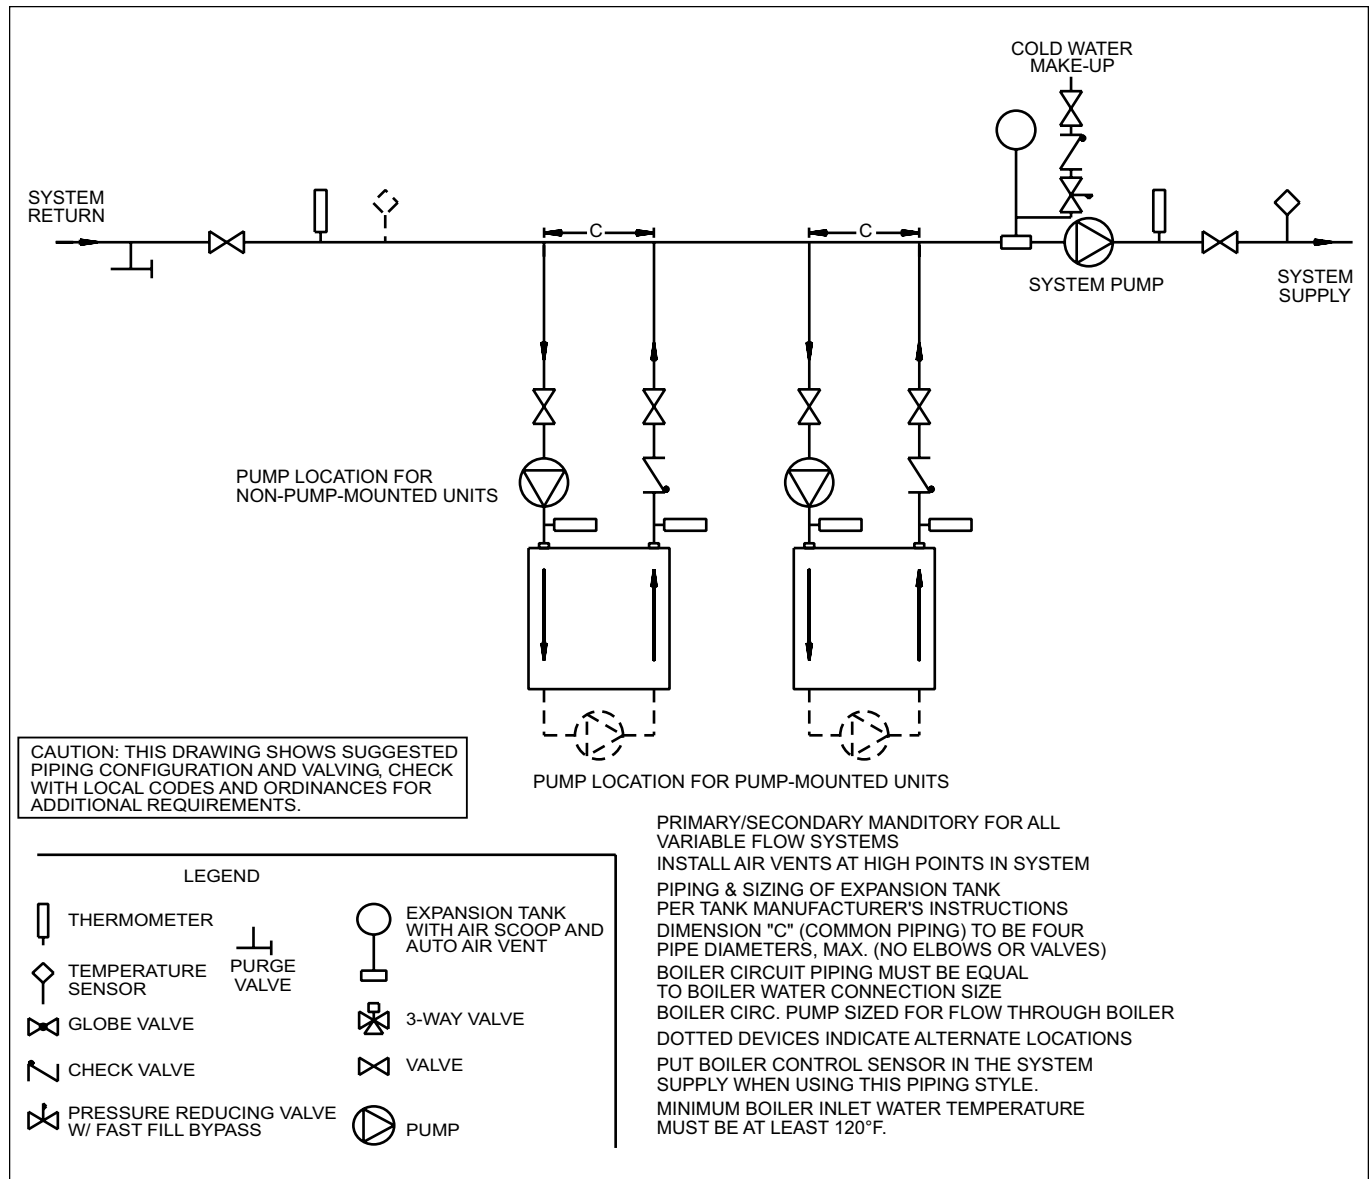 COLD WATER
MAKE-UP
SYSTEM
RETURN
C
C
SYSTEM PUMP
SYSTEM
SUPPLY
PUMP LOCATION FOR
NON-PUMP-MOUNTED UNITS
CAUTION: THIS DRAWING SHOWS SUGGESTED
PIPING CONFIGURATION AND VALVING, CHECK
WITH LOCAL CODES AND ORDINANCES FOR
ADDITIONAL REQUIREMENTS.
PUMP LOCATION FOR PUMP-MOUNTED UNITS
PRIMARY/SECONDARY MANDITORY FOR ALL
VARIABLE FLOW SYSTEMS
INSTALL AIR VENTS AT HIGH POINTS IN SYSTEM
PIPING & SIZING OF EXPANSION TANK
PER TANK MANUFACTURER'S INSTRUCTIONS
DIMENSION "C" (COMMON PIPING) TO BE FOUR
PIPE DIAMETERS, MAX. (NO ELBOWS OR VALVES)
BOILER CIRCUIT PIPING MUST BE EQUAL
TO BOILER WATER CONNECTION SIZE
BOILER CIRC. PUMP SIZED FOR FLOW THROUGH BOILER
DOTTED DEVICES INDICATE ALTERNATE LOCATIONS
PUT BOILER CONTROL SENSOR IN THE SYSTEM
SUPPLY WHEN USING THIS PIPING STYLE.
MINIMUM BOILER INLET WATER TEMPERATURE
MUST BE AT LEAST 120°F.
LEGEND
THERMOMETER
PURGE
VALVE
TEMPERATURE
SENSOR
GLOBE VALVE
CHECK VALVE
PRESSURE REDUCING VALVE
W/ FAST FILL BYPASS
EXPANSION TANK
WITH AIR SCOOP AND
AUTO AIR VENT
3-WAY VALVE
VALVE
PUMP